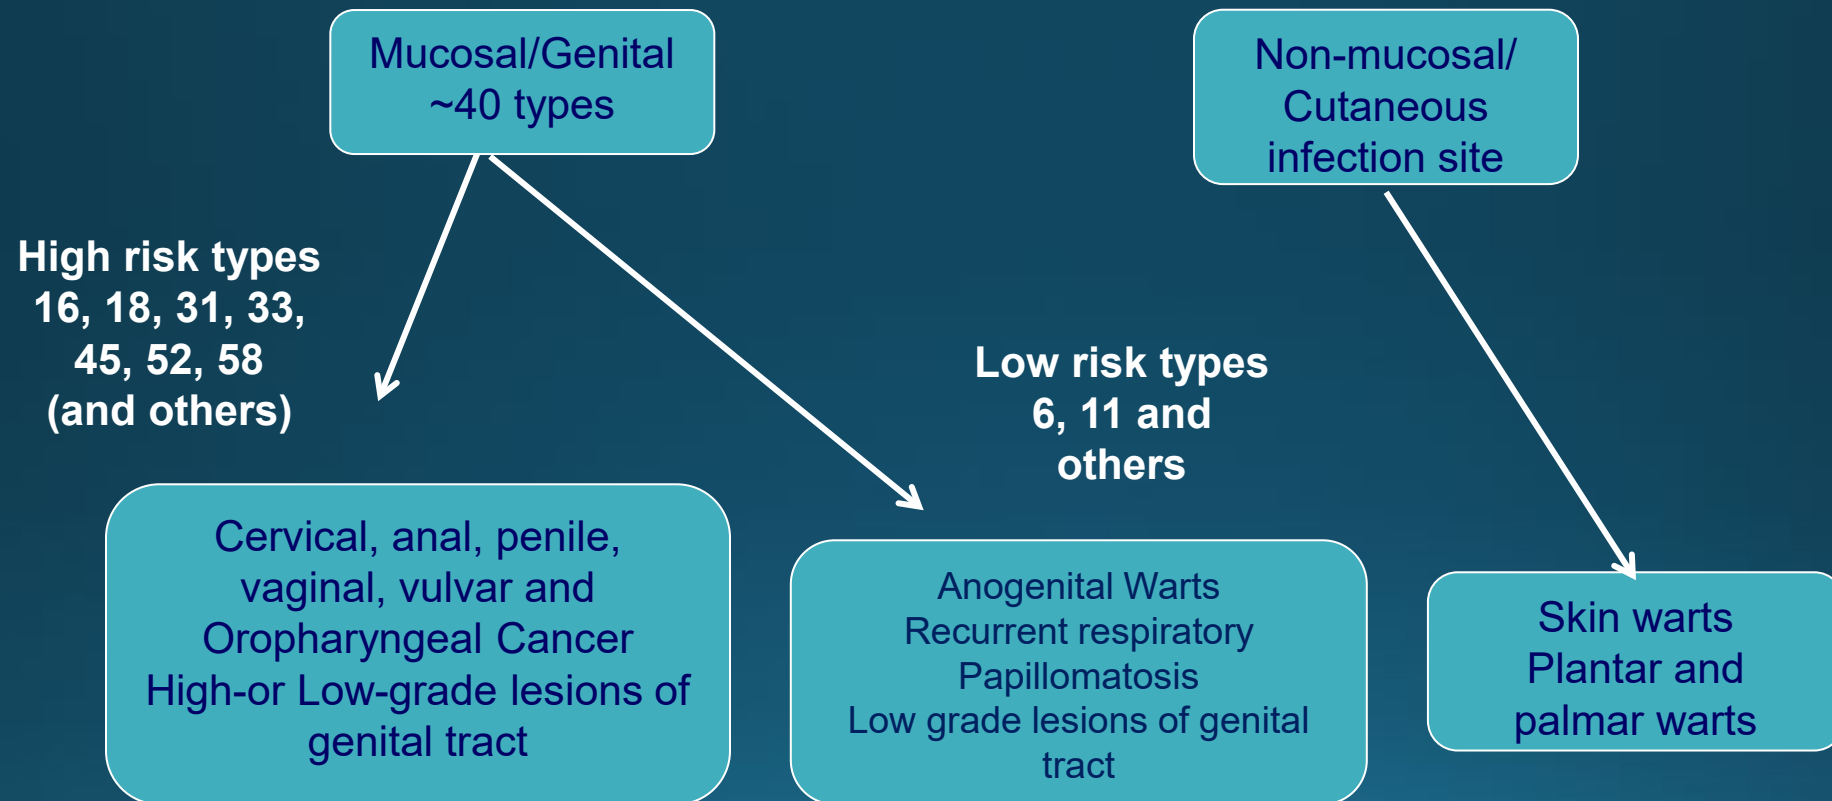 Mucosal/Genital
~40 types
Non-mucosal/
Cutaneous
infection site
High risk types
16, 18, 31, 33,
45, 52, 58
(and others)
Low risk types
6, 11 and
others
Cervical, anal, penile,
vaginal, vulvar and
Oropharyngeal Cancer
High-or Low-grade lesions of
genital tract
Anogenital Warts
Recurrent respiratory
Papillomatosis
Low grade lesions of genital
tract
Skin warts
Plantar and
palmar warts